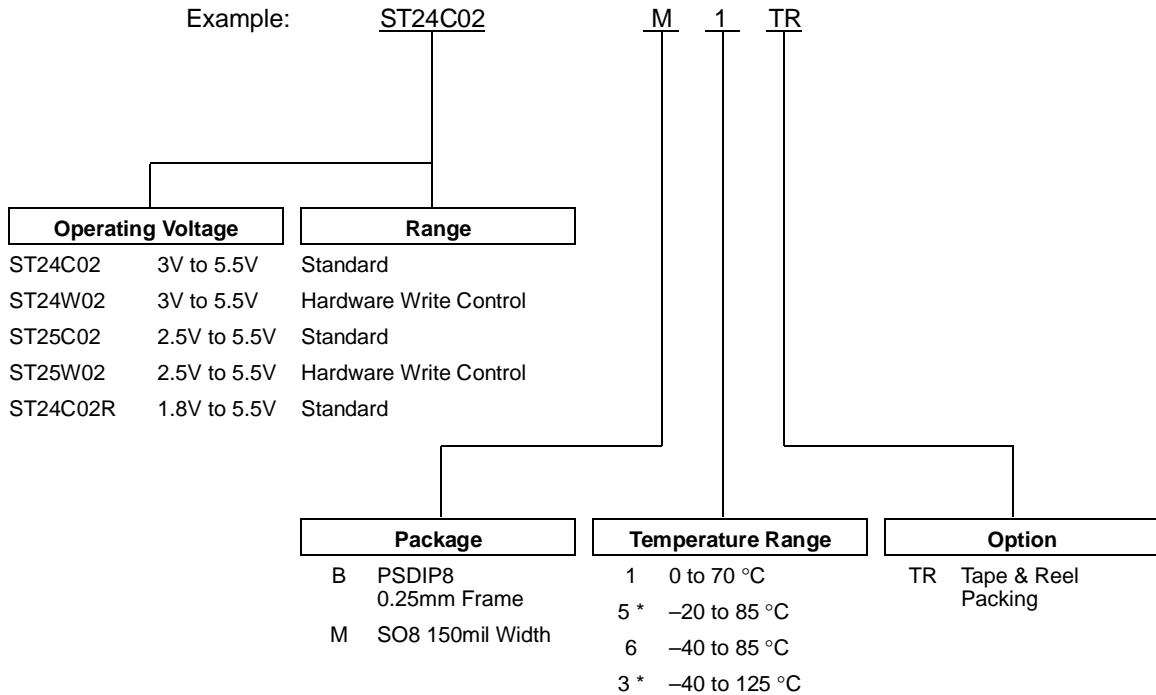 Example: ST24C02 M 1 TR
Operating Voltage Range
ST24C02 3V to 5.5V Standard
ST24W02 3V to 5.5V Hardware Write Control
ST25C02 2.5V to 5.5V Standard
ST25W02 2.5V to 5.5V Hardware Write Control
ST24C02R 1.8V to 5.5V Standard
Package
B PSDIP8
0.25mm Frame
M SO8 150mil Width
Temperature Range
1 0 to 70 °C
5 * –20 to 85 °C
6 –40 to 85 °C
3 * –40 to 125 °C
Option
TR Tape & Reel
Packing